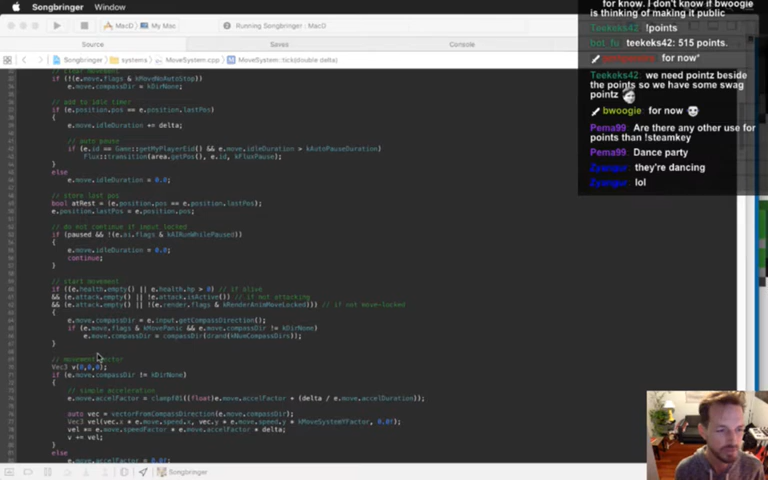 Songbringer Window
MacD My Mac
Running Songbringer : MacD
Source
Saves
Console
Songbringer systems MoveSystem.cpp MoveSystem::tick(double delta)
if (!(e.move.flags & kMoveNoAutoStop))
e.move.compassDir = kDirNone;
// add to idle timer
if (e.position.pos == e.position.lastPos)
{
e.move.idleDuration += delta;
// auto pause
if (e.id == Game::getMyPlayerEid() && e.move.idleDuration > kAutoPauseDuration)
Flux::transition(area.getPos(), e.id, kFluxPause);
}
else
e.move.idleDuration = 0.0;
// store last pos
bool atRest = (e.position.pos == e.position.lastPos);
e.position.lastPos = e.position.pos;
// do not continue if input locked
if (paused && !(e.ai.flags & kAIRunWhilePaused))
{
e.move.idleDuration = 0.0;
continue;
}
// start movement
if ((e.health.empty() || e.health.hp > 0) // if alive
&& (e.attack.empty() || !e.attack.isActive()) // if not attacking
&& (e.attack.empty() || !(e.render.flags & kRenderAnimMoveLocked))) // if not move-locked
{
e.move.compassDir = e.input.getCompassDirection();
if (e.move.flags & kMovePanic && e.move.compassDir != kDirNone)
e.move.compassDir = compassDir(drand(kNumCompassDirs));
}
Vec3 v(0,0,0);
if (e.move.compassDir != kDirNone)
{
// simple acceleration
e.move.accelFactor = clampf01((float)e.move.accelFactor + (delta / e.move.accelDuration));
auto vec = vectorFromCompassDirection(e.move.compassDir);
Vec3 vel(vec.x * e.move.speed.x, vec.y * e.move.speed.y * kMoveSystemYFactor, 0.0f);
vel *= e.move.speedFactor * e.move.accelFactor * delta;
v += vel;
}
else
e.move.accelFactor = 0.0f;
Songbringer
for know. I don't know if bwoogie
is thinking of making it public
Teekeks42: !points
bot_fu: teekeks42: 515 points.
for now*
Teekeks42: we need pointz beside
the points so we have some swag
pointz
bwoogie for now
Pema99: Are there any other use for
points than !steamkey
Pema99: Dance party
Zyangur: they're dancing
Zyangur: lol